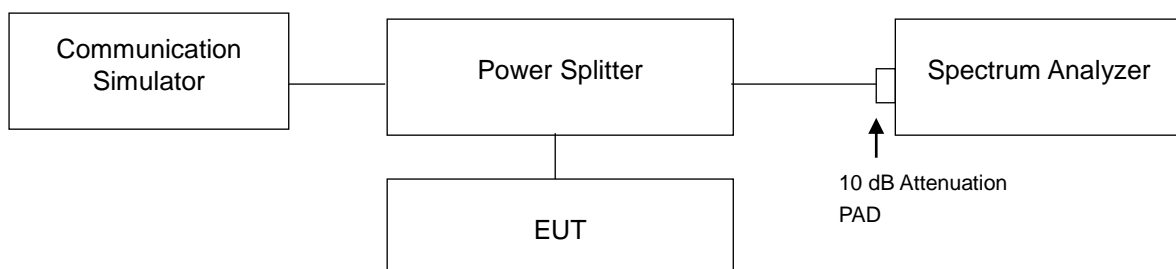 Communication
Simulator
Power Splitter
Spectrum Analyzer
10 dB Attenuation
PAD
EUT